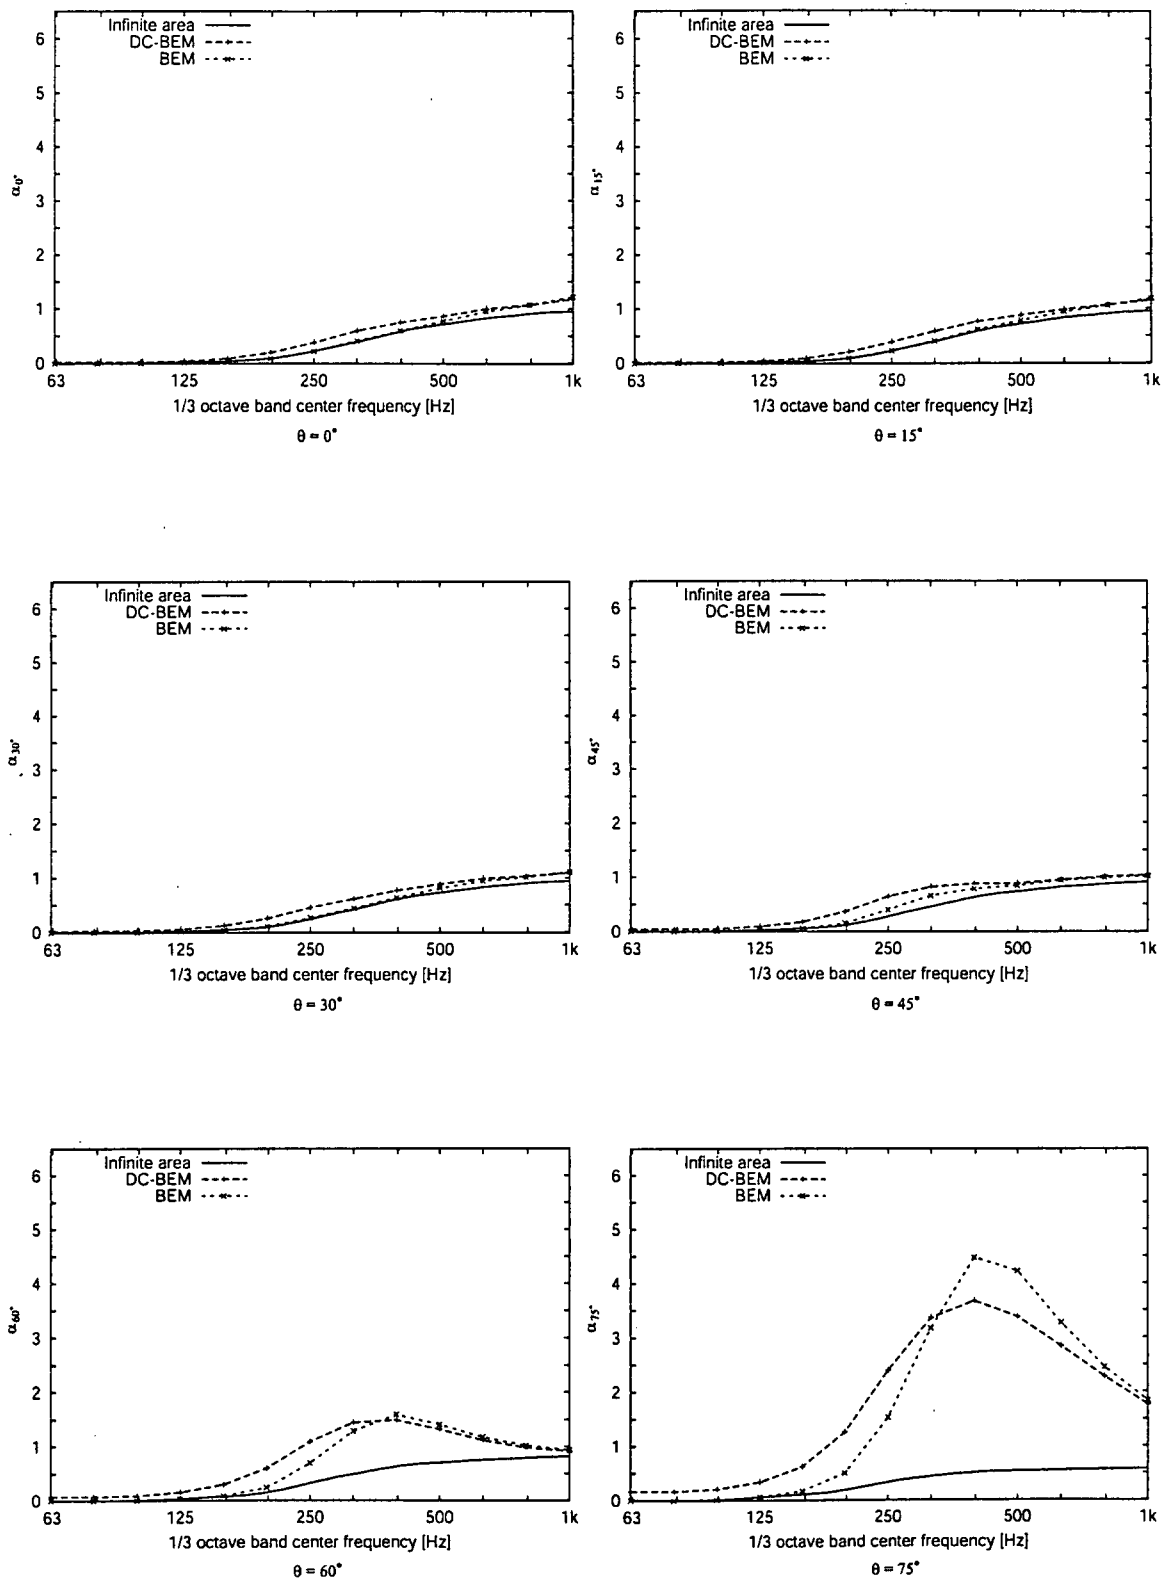 Infinite area
DC-BEM
BEM
6
5
4
3
2
1
0
α0°
63 125 250 500 1k
1/3 octave band center frequency [Hz]
θ = 0°
Infinite area
DC-BEM
BEM
6
5
4
3
2
1
0
α15°
63 125 250 500 1k
1/3 octave band center frequency [Hz]
θ = 15°
Infinite area
DC-BEM
BEM
6
5
4
3
2
1
0
α30°
63 125 250 500 1k
1/3 octave band center frequency [Hz]
θ = 30°
Infinite area
DC-BEM
BEM
6
5
4
3
2
1
0
α45°
63 125 250 500 1k
1/3 octave band center frequency [Hz]
θ = 45°
Infinite area
DC-BEM
BEM
6
5
4
3
2
1
0
α60°
63 125 250 500 1k
1/3 octave band center frequency [Hz]
θ = 60°
Infinite area
DC-BEM
BEM
6
5
4
3
2
1
0
α75°
63 125 250 500 1k
1/3 octave band center frequency [Hz]
θ = 75°